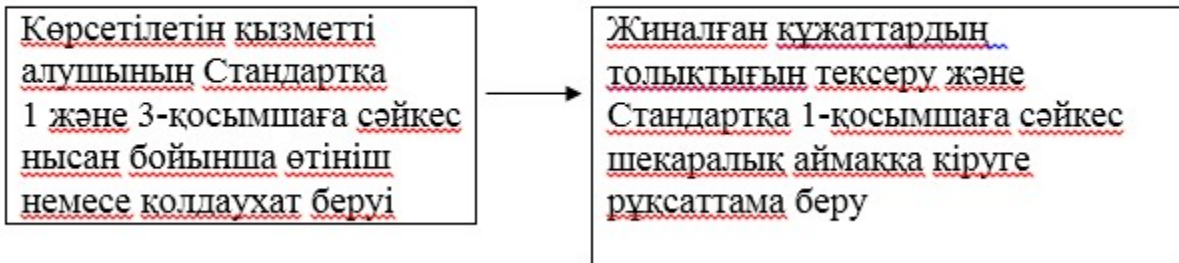 Көрсетілетін қызметті
алушының Стандартқа
1 және 3-қосымшаға сәйкес
нысан бойынша өтініш
немесе қолдаухат беруі
Жиналған құжаттардың
толықтығын тексеру және
Стандартқа 1-қосымшаға сәйкес
шекаралық аймаққа кіруге
рұқсаттама беру